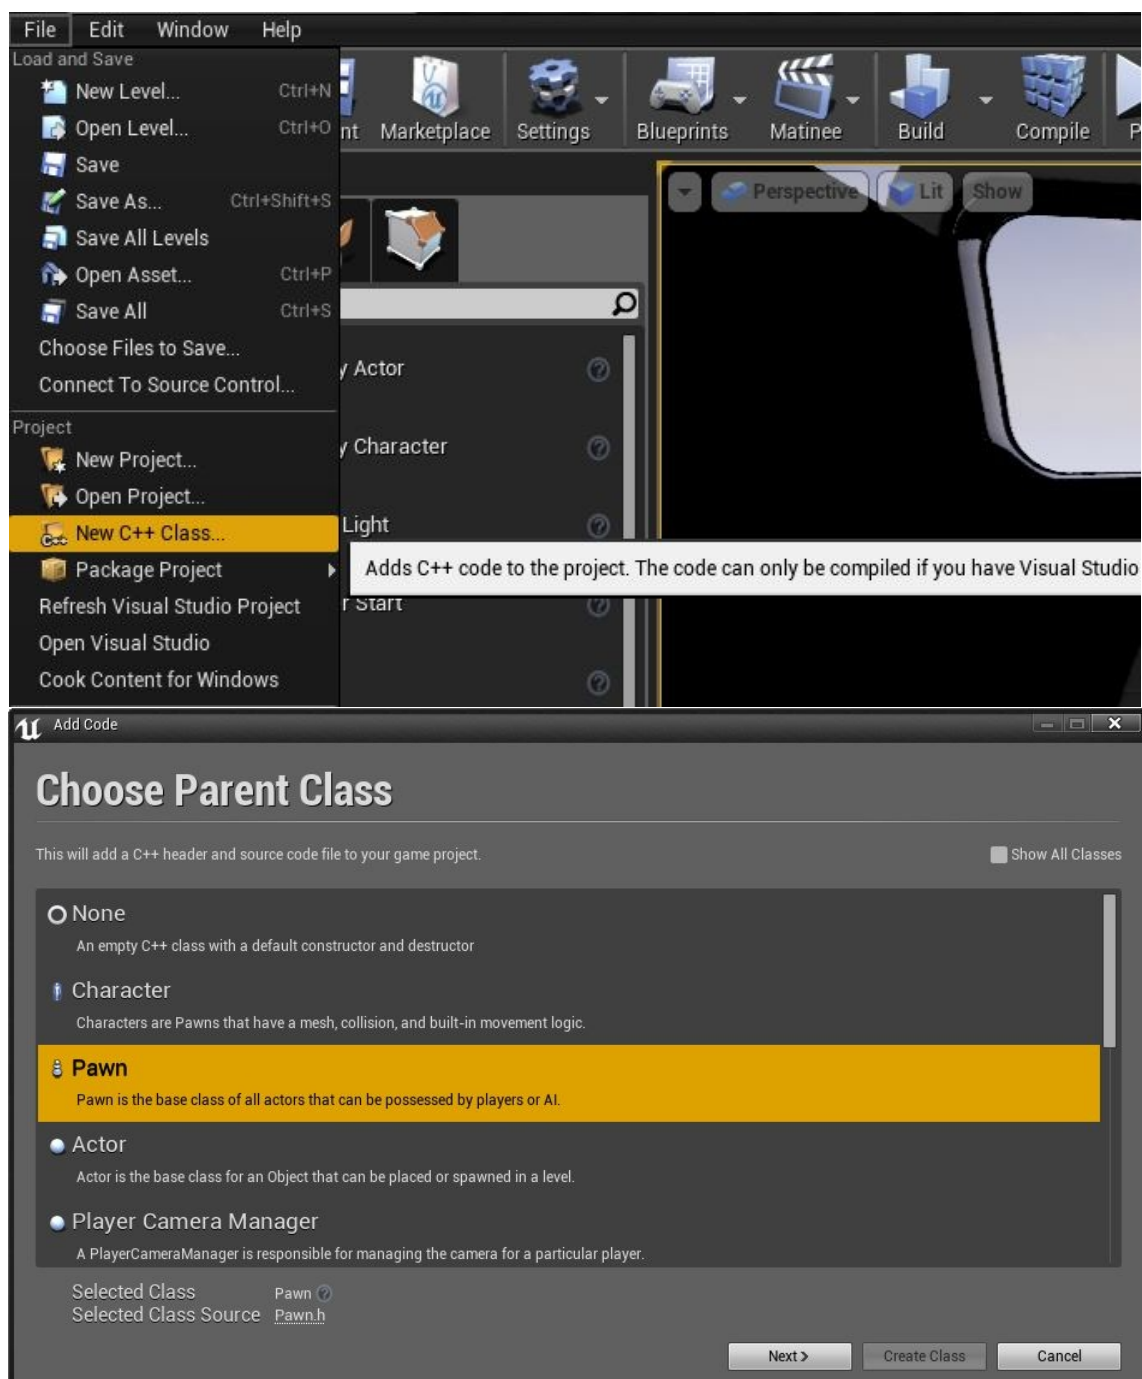 File Edit Window Help
Load and Save
New Level... Ctrl+N
Open Level... Ctrl+O
Marketplace Settings Blueprints Matinee Build Compile
Save
Save As... Ctrl+Shift+S
Perspective Lit Show
Save All Levels
Open Asset... Ctrl+P
Save All Ctrl+S
Choose Files to Save...
Actor
Connect To Source Control...
Project
Character
New Project...
Open Project...
Light
New C++ Class...
Package Project
Adds C++ code to the project. The code can only be compiled if you have Visual Studio
Refresh Visual Studio Project
Start
Open Visual Studio
Cook Content for Windows
Add Code
Choose Parent Class
This will add a C++ header and source code file to your game project.
Show All Classes
None
An empty C++ class with a default constructor and destructor
Character
Characters are Pawns that have a mesh, collision, and built-in movement logic.
Pawn
Pawn is the base class of all actors that can be possessed by players or AI.
Actor
Actor is the base class for an Object that can be placed or spawned in a level.
Player Camera Manager
A PlayerCameraManager is responsible for managing the camera for a particular player.
Selected Class Pawn
Selected Class Source Pawn.h
Next > Create Class Cancel